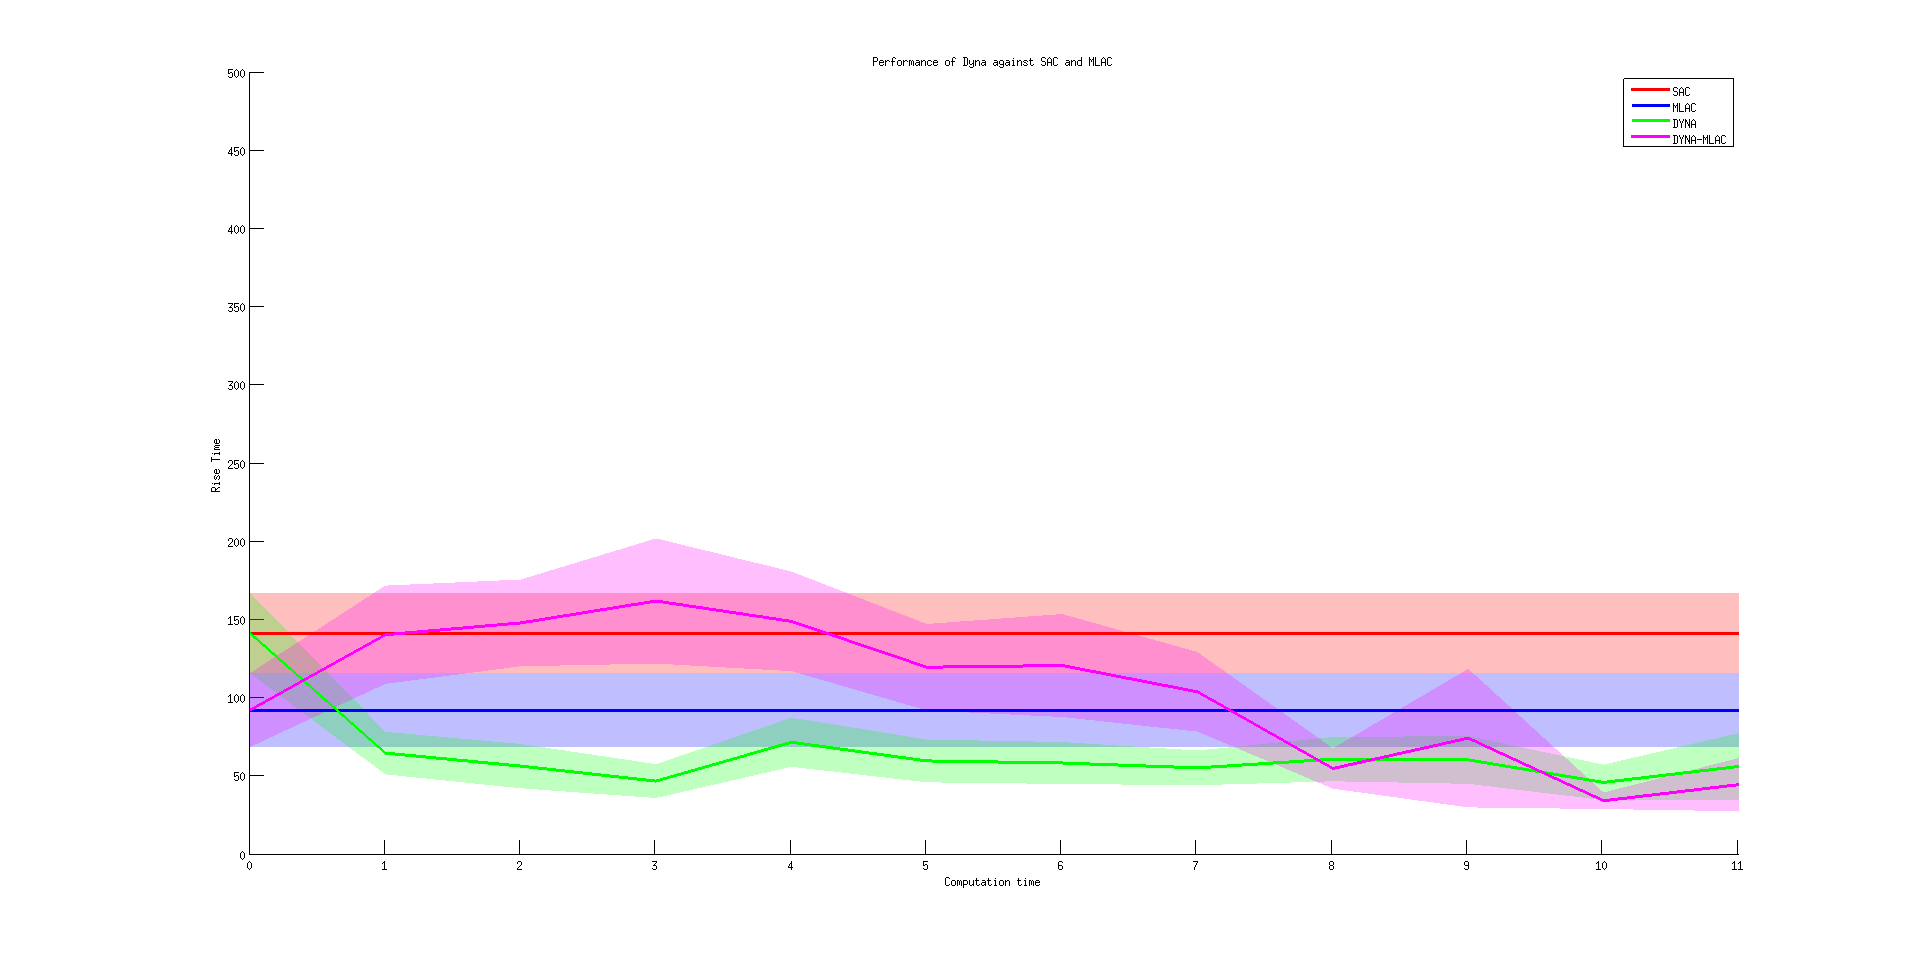 Performance of Dyna against SAC and MLAC
SAC
MLAC
DYNA
DYNA-MLAC
500
450
400
350
300
250
200
150
100
50
0
Rise Time
0 1 2 3 4 5 6 7 8 9 10 11
Computation time